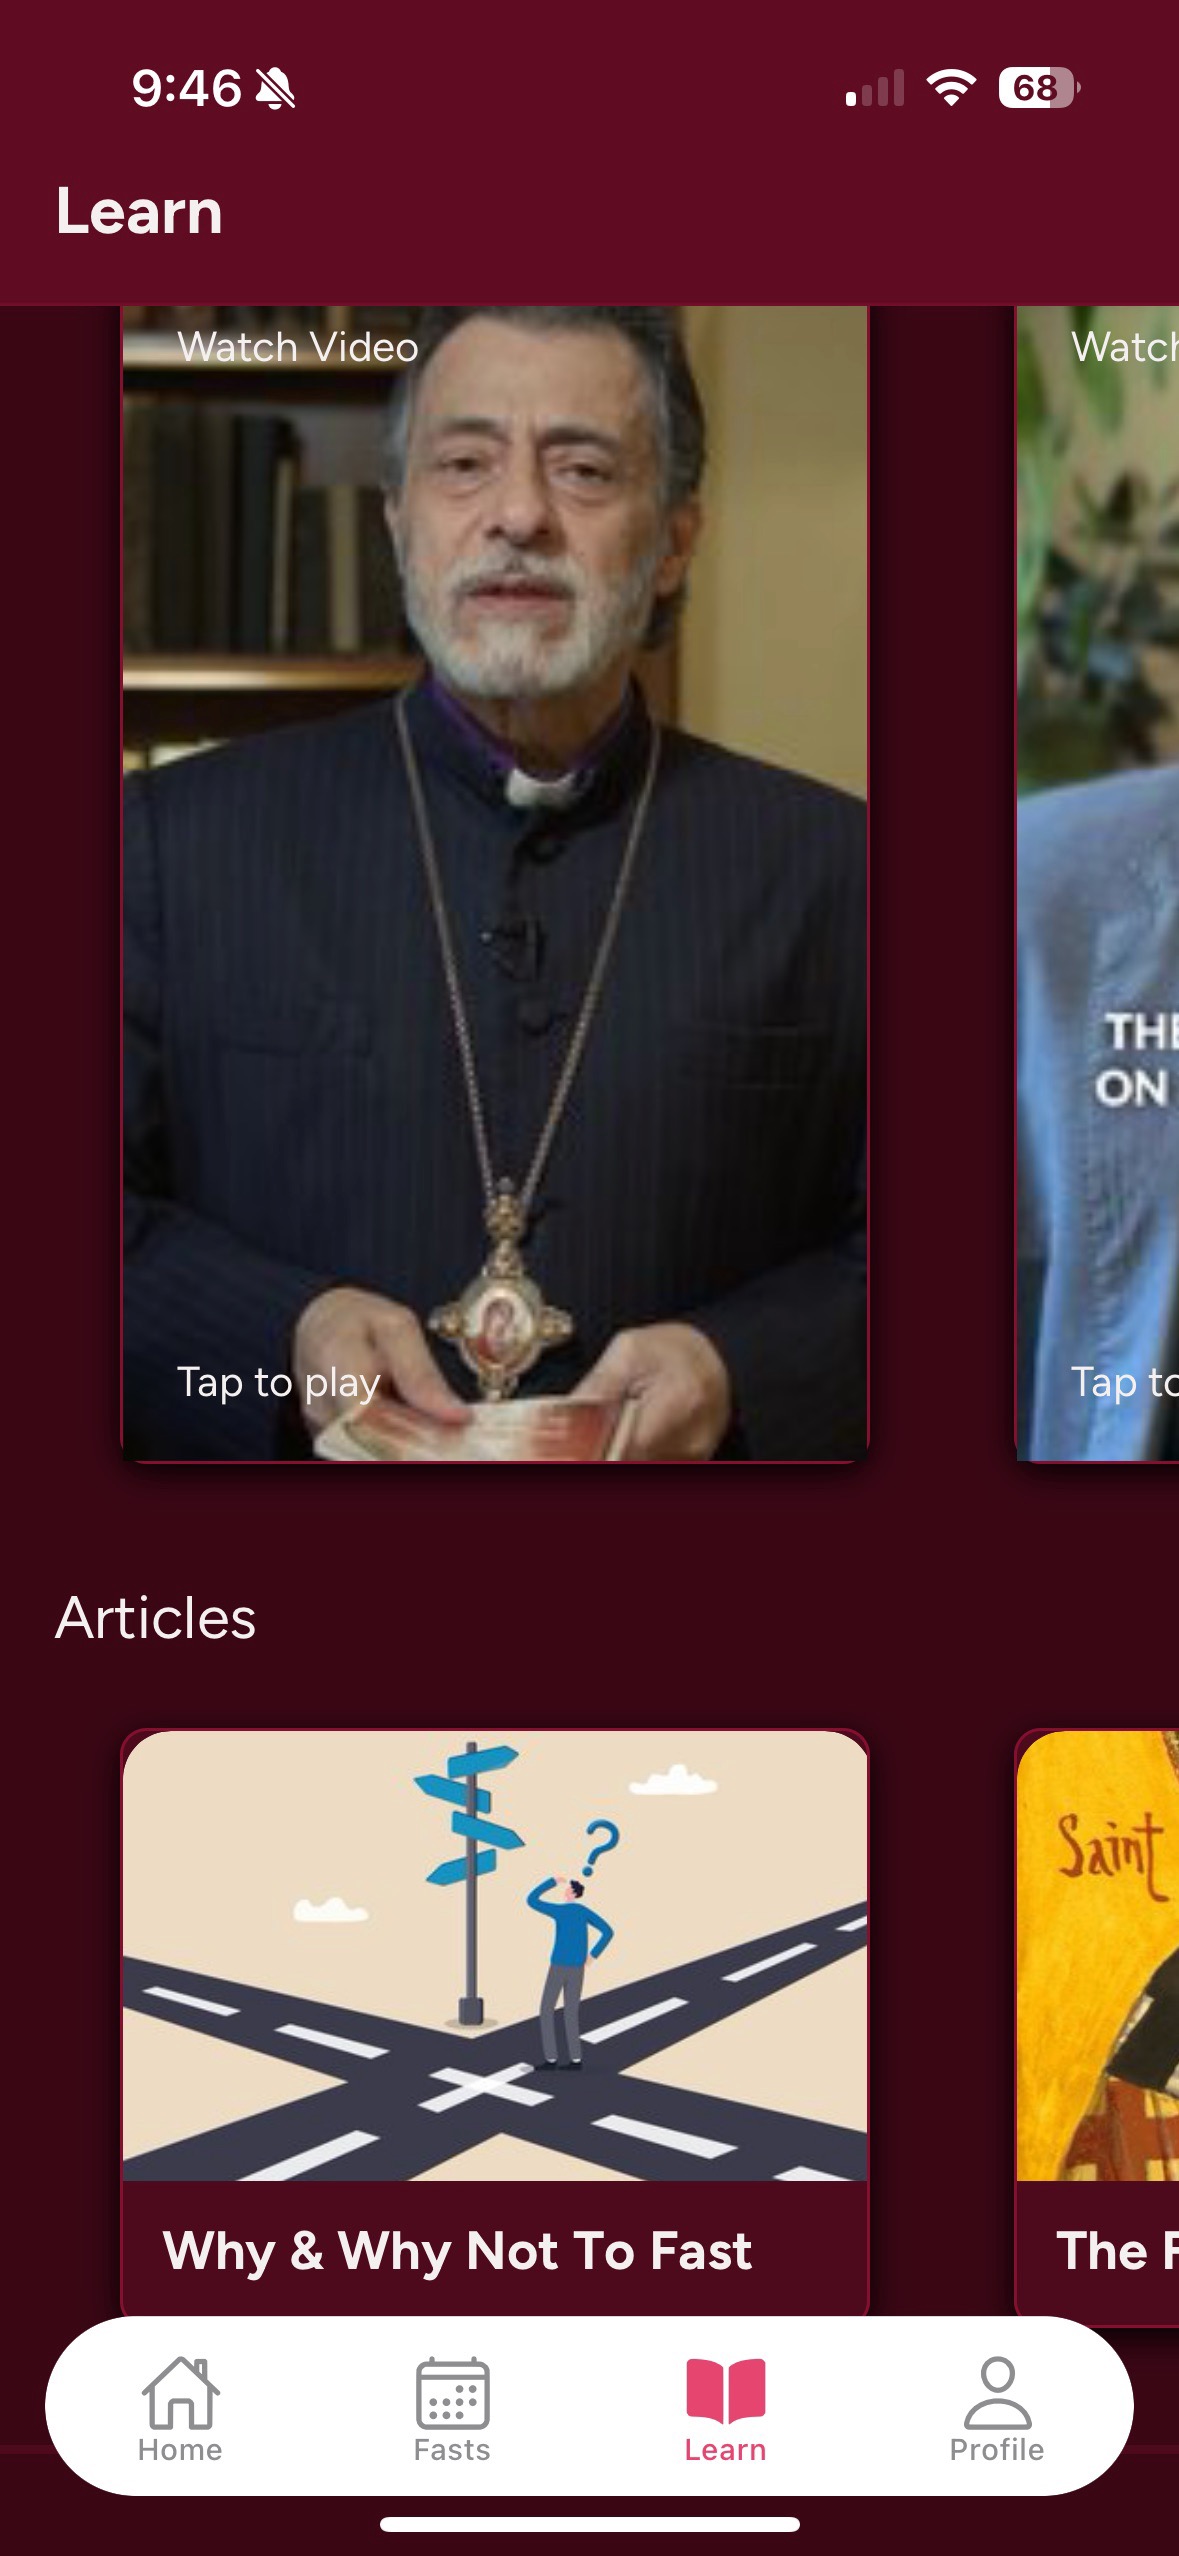 9:46
68
Learn
Watch Video
Watch
THE
ON
Tap to play
Tap to
Articles
Saint
Why & Why Not To Fast
The
Home
Fasts
Learn
Profile